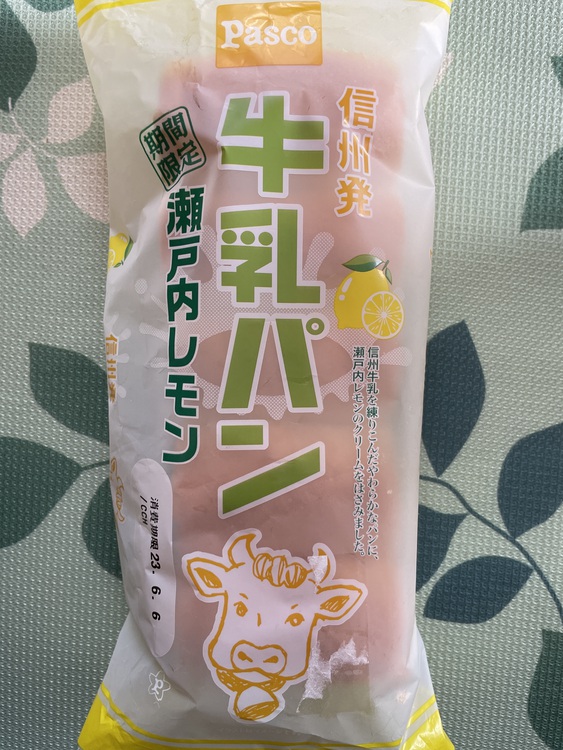 Pasco
信州発
牛乳パン
期間
限定
瀬戸内レモン
信州牛乳を練りこんだやわらかなパンに、
瀬戸内レモンのクリームをはさみました。
消費期限 23. 6. 6